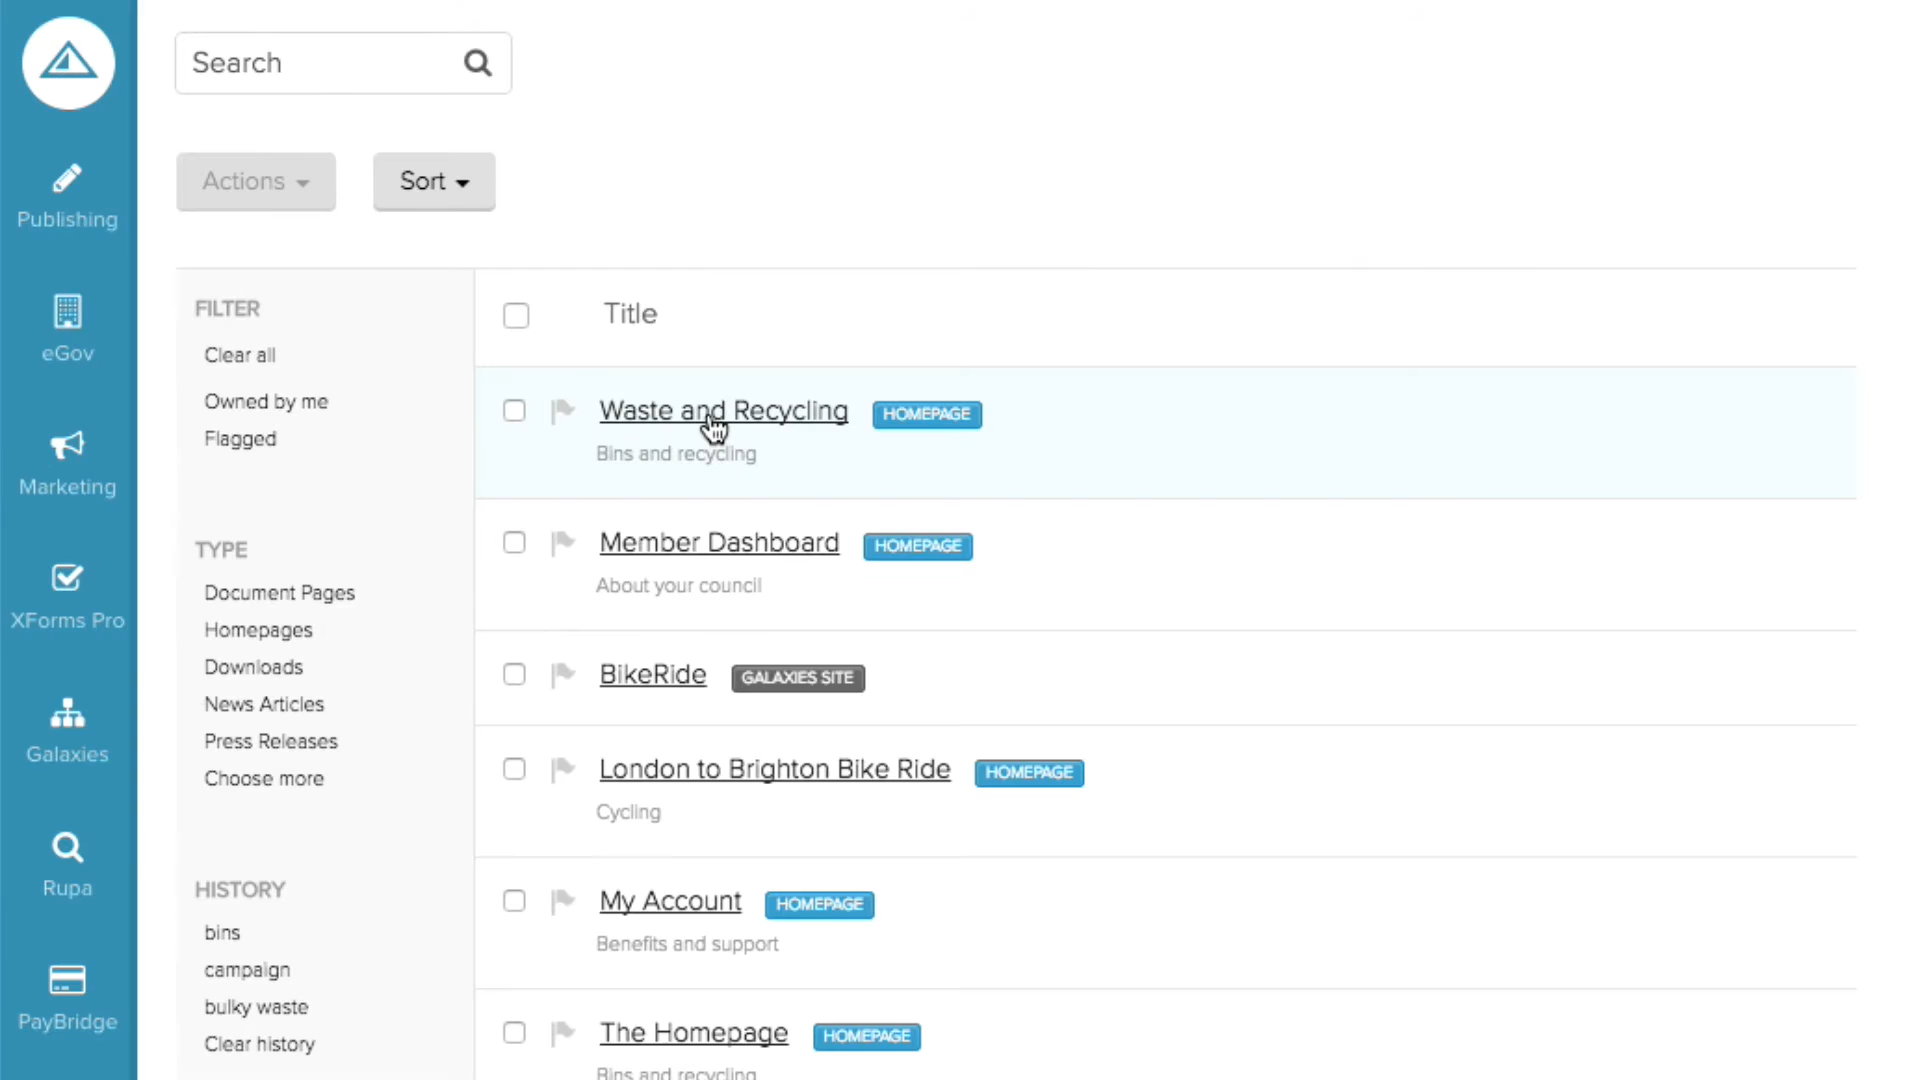 Search
Actions
Sort
Publishing
eGov
Marketing
XForms Pro
Galaxies
Rupa
PayBridge
FILTER
Clear all
Owned by me
Flagged
TYPE
Document Pages
Homepages
Downloads
News Articles
Press Releases
Choose more
HISTORY
bins
campaign
bulky waste
Clear history
Title
Waste and Recycling HOMEPAGE
Bins and recycling
Member Dashboard HOMEPAGE
About your council
BikeRide GALAXIES SITE
London to Brighton Bike Ride HOMEPAGE
Cycling
My Account HOMEPAGE
Benefits and support
The Homepage HOMEPAGE
Bins and recycling